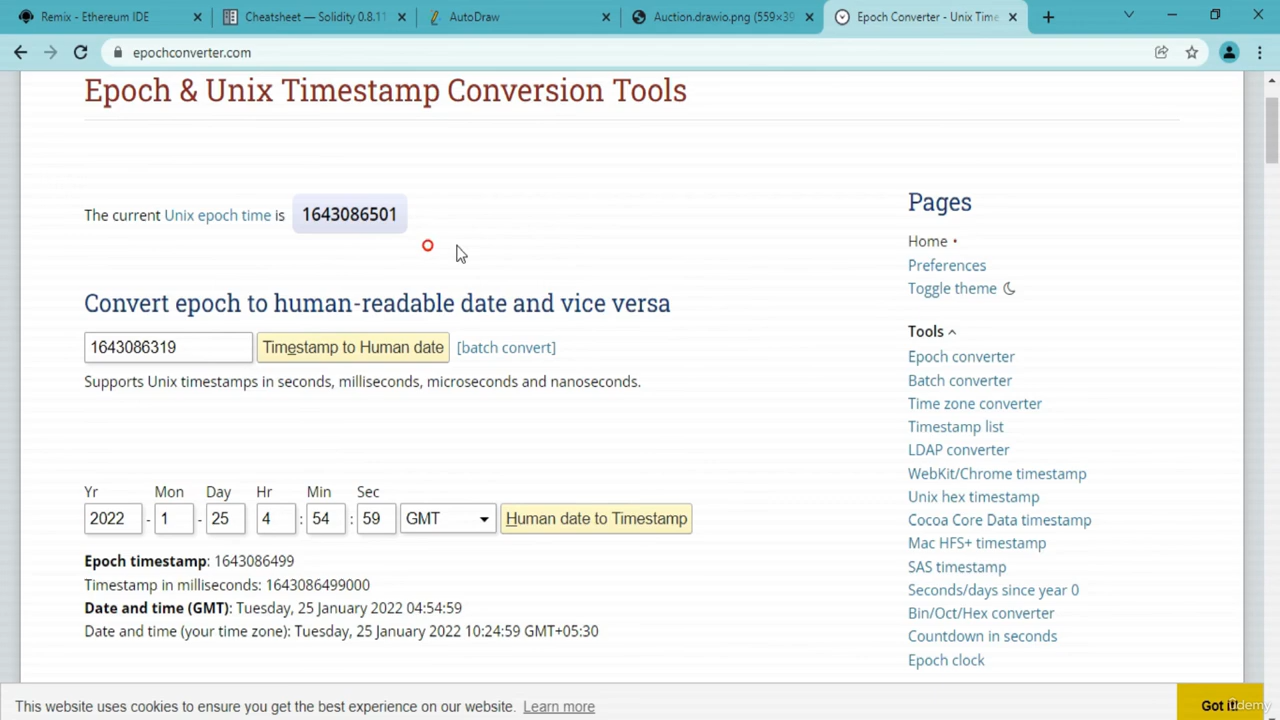 Remix - Ethereum IDE
Cheatsheet — Solidity 0.8.11
AutoDraw
Auction.drawio.png (559×39
Epoch Converter - Unix Time
epochconverter.com
Epoch & Unix Timestamp Conversion Tools
The current Unix epoch time is 1643086501
Convert epoch to human-readable date and vice versa
1643086319 Timestamp to Human date [batch convert]
Supports Unix timestamps in seconds, milliseconds, microseconds and nanoseconds.
Yr Mon Day Hr Min Sec
2022 - 1 - 25 4 : 54 : 59 GMT Human date to Timestamp
Epoch timestamp: 1643086499
Timestamp in milliseconds: 1643086499000
Date and time (GMT): Tuesday, 25 January 2022 04:54:59
Date and time (your time zone): Tuesday, 25 January 2022 10:24:59 GMT+05:30
Pages
Home
Preferences
Toggle theme
Tools
Epoch converter
Batch converter
Time zone converter
Timestamp list
LDAP converter
WebKit/Chrome timestamp
Unix hex timestamp
Cocoa Core Data timestamp
Mac HFS+ timestamp
SAS timestamp
Seconds/days since year 0
Bin/Oct/Hex converter
Countdown in seconds
Epoch clock
This website uses cookies to ensure you get the best experience on our website. Learn more
Got it!
udemy